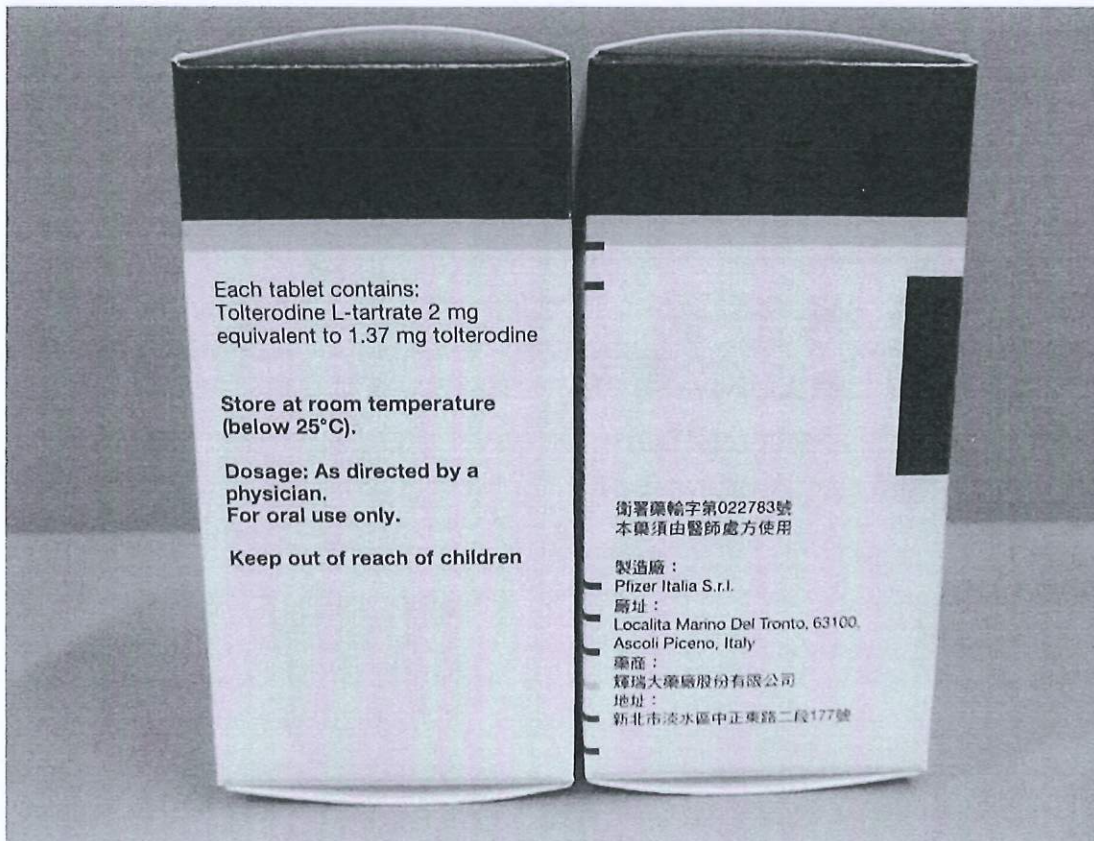 Each tablet contains:
Tolterodine L-tartrate 2 mg
equivalent to 1.37 mg tolterodine
Store at room temperature
(below 25°C).
Dosage: As directed by a
physician.
For oral use only.
Keep out of reach of children
衛署藥輸字第022783號
本藥須由醫師處方使用
製造廠：
Pfizer Italia S.r.l.
廠址：
Localita Marino Del Tronto, 63100,
Ascoli Piceno, Italy
藥商：
輝瑞大藥廠股份有限公司
地址：
新北市淡水區中正東路二段177號